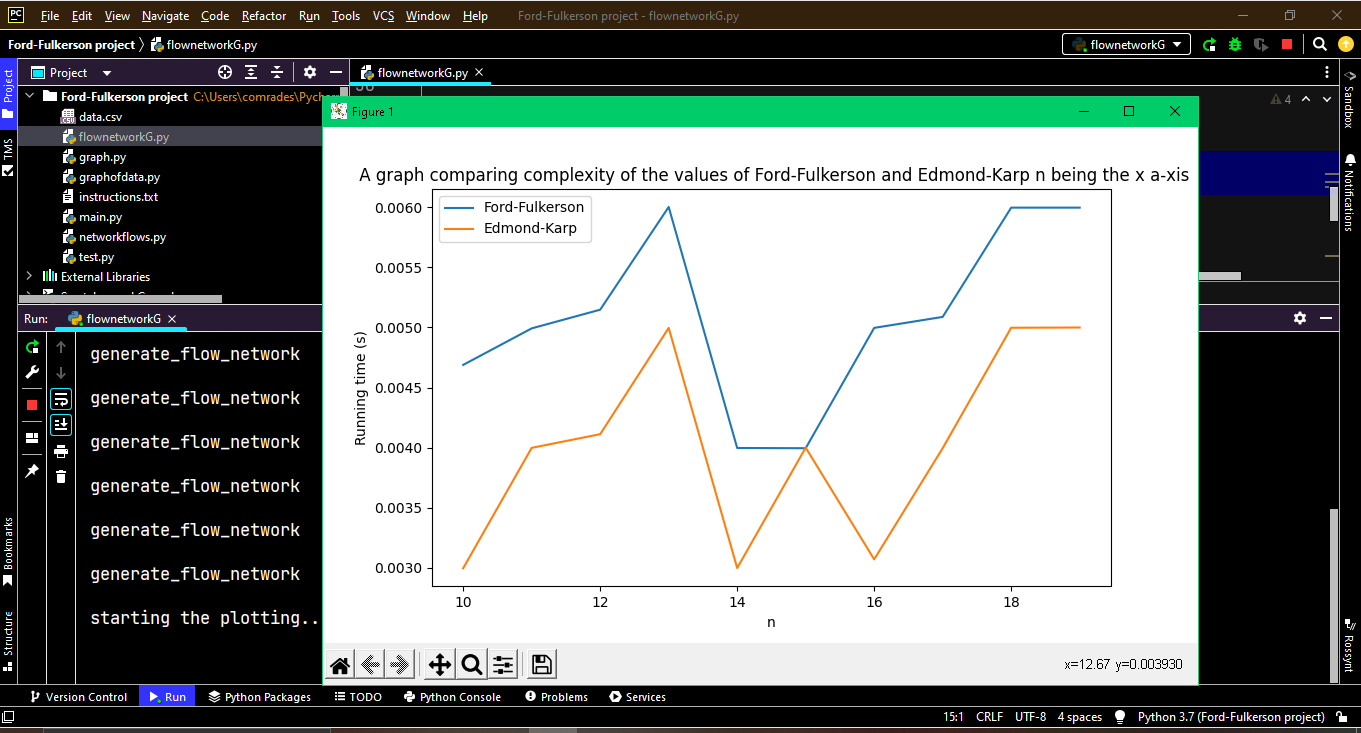 PC File Edit View Navigate Code Refactor Run Tools VCS Window Help Ford-Fulkerson project - flownetworkG.py
Ford-Fulkerson project flownetworkG.py flownetworkG
Project
flownetworkG.py
Ford-Fulkerson project C:\Users\comrades\Pychar
data.csv
flownetworkG.py
graph.py
graphofdata.py
instructions.txt
main.py
networkflows.py
test.py
External Libraries
Project
TMS
Bookmarks
Structure
4
Sandbox
Notifications
Rossynt
Figure 1
A graph comparing complexity of the values of Ford-Fulkerson and Edmond-Karp n being the x a-xis
Ford-Fulkerson
Edmond-Karp
Running time (s)
0.0060
0.0055
0.0050
0.0045
0.0040
0.0035
0.0030
10 12 14 16 18
n
x=12.67 y=0.003930
Run: flownetworkG
generate_flow_network
generate_flow_network
generate_flow_network
generate_flow_network
generate_flow_network
generate_flow_network
starting the plotting..
Version Control Run Python Packages TODO Python Console Problems Services
15:1 CRLF UTF-8 4 spaces Python 3.7 (Ford-Fulkerson project)